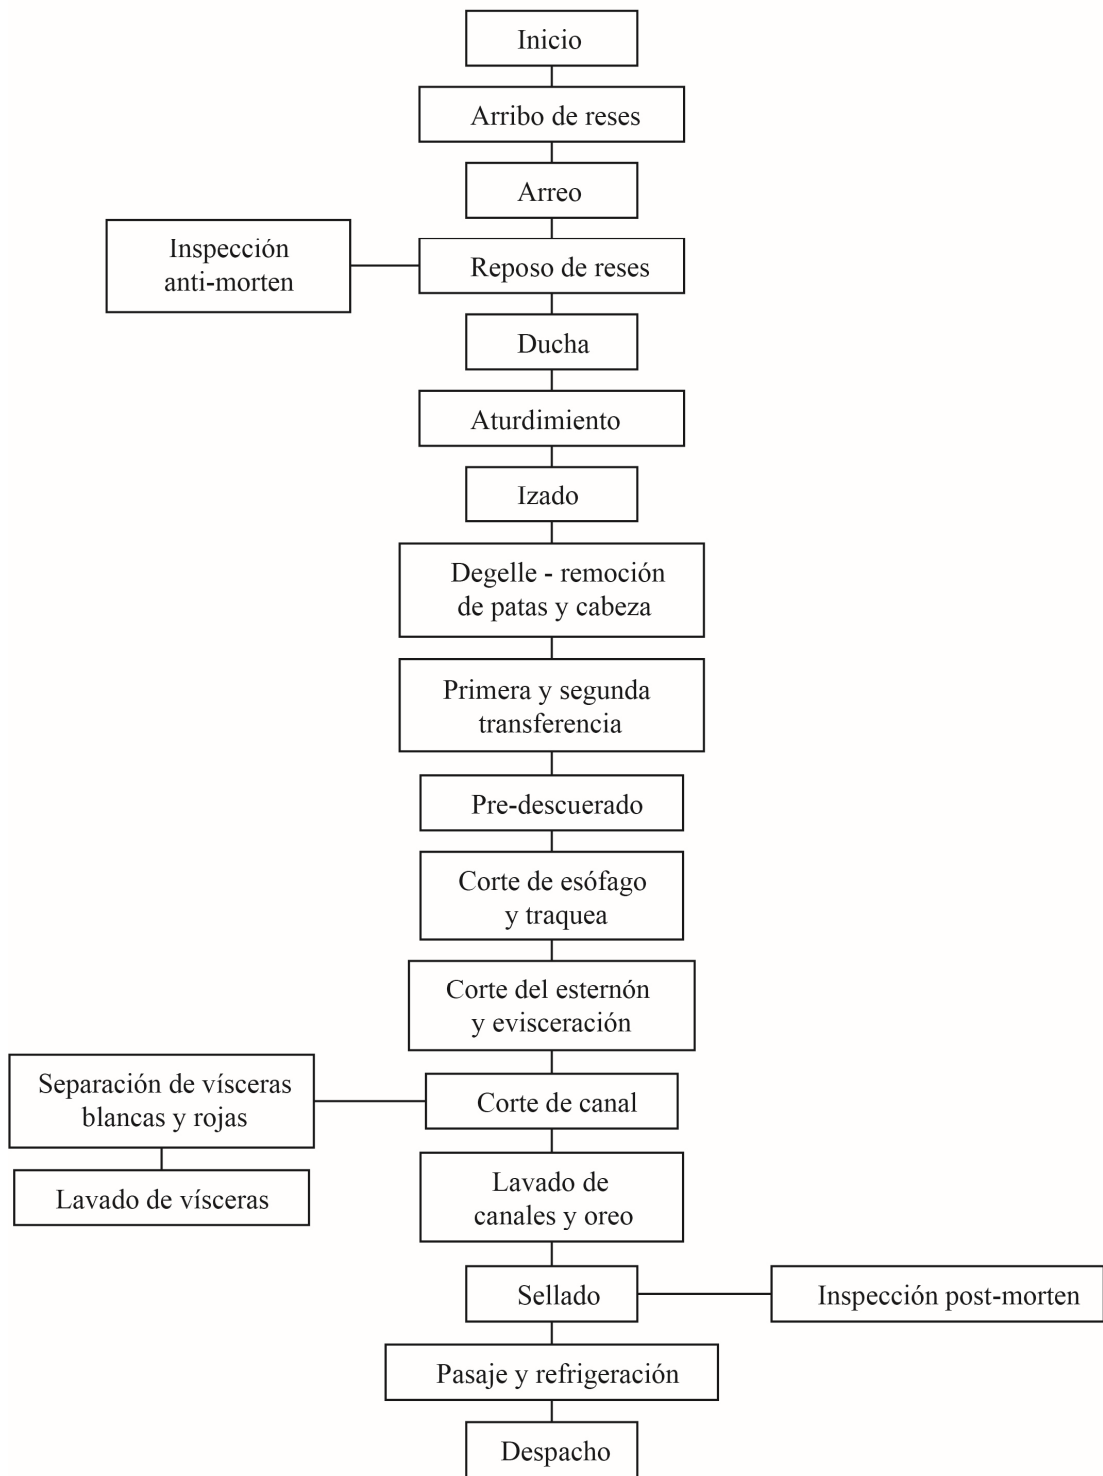 Inicio
Arribo de reses
Arreo
Inspección
anti-morten
Reposo de reses
Ducha
Aturdimiento
Izado
Degelle - remoción
de patas y cabeza
Primera y segunda
transferencia
Pre-descuerado
Corte de esófago
y traquea
Corte del esternón
y evisceración
Separación de vísceras
blancas y rojas
Corte de canal
Lavado de vísceras
Lavado de
canales y oreo
Sellado
Inspección post-morten
Pasaje y refrigeración
Despacho